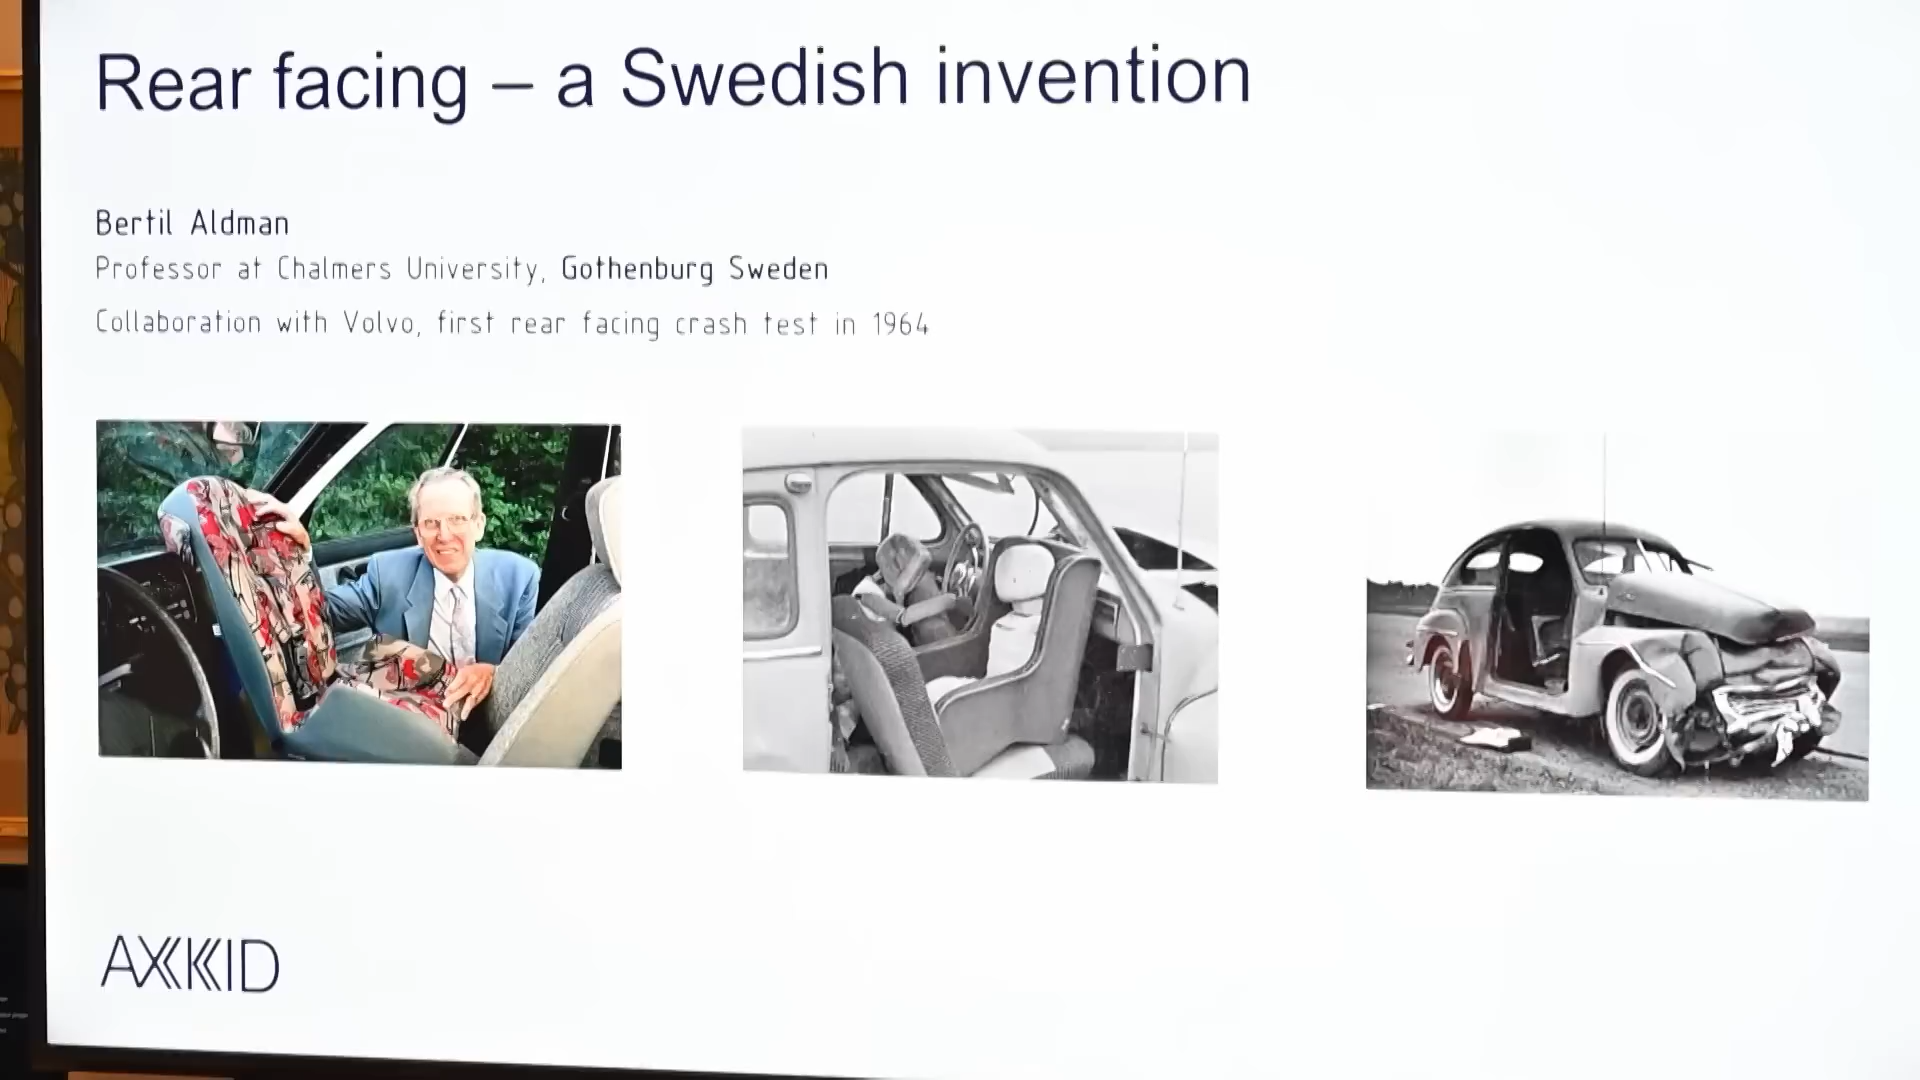 Rear facing – a Swedish invention
Bertil Aldman
Professor at Chalmers University, Gothenburg Sweden
Collaboration with Volvo, first rear facing crash test in 1964
AXKID